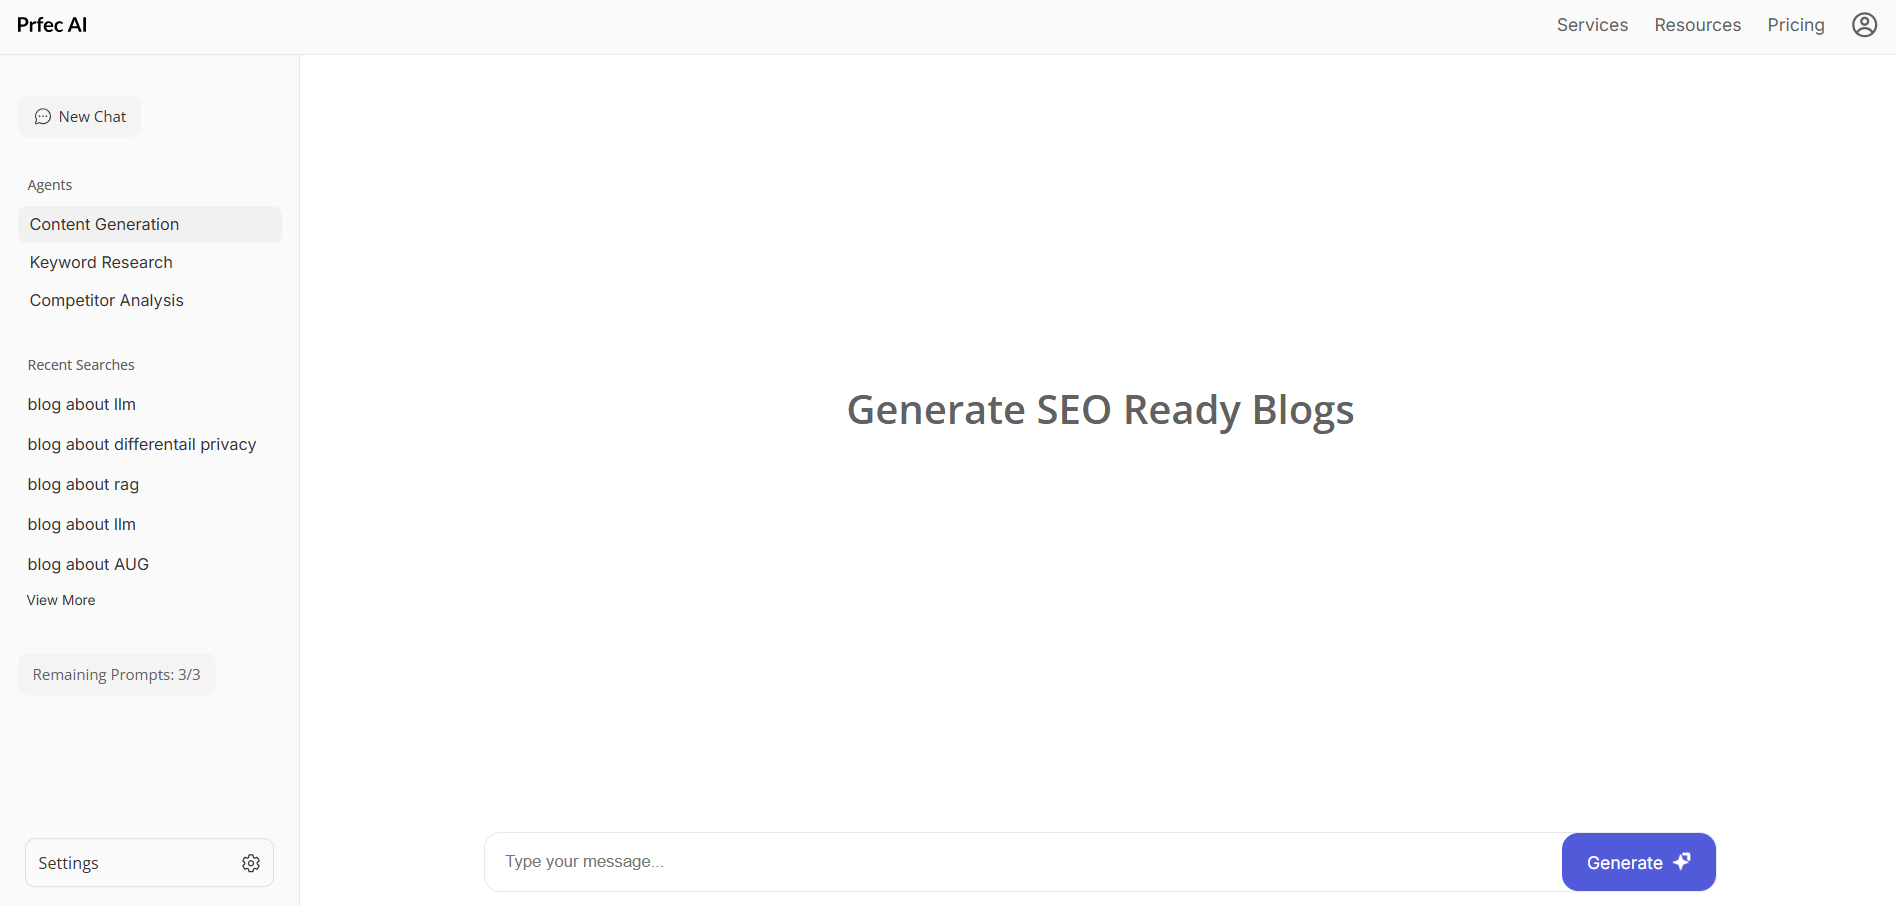 Prfec AI
Services
Resources
Pricing
New Chat
Agents
Content Generation
Keyword Research
Competitor Analysis
Recent Searches
blog about llm
blog about differentail privacy
blog about rag
blog about llm
blog about AUG
View More
Remaining Prompts: 3/3
Settings
Generate SEO Ready Blogs
Type your message...
Generate